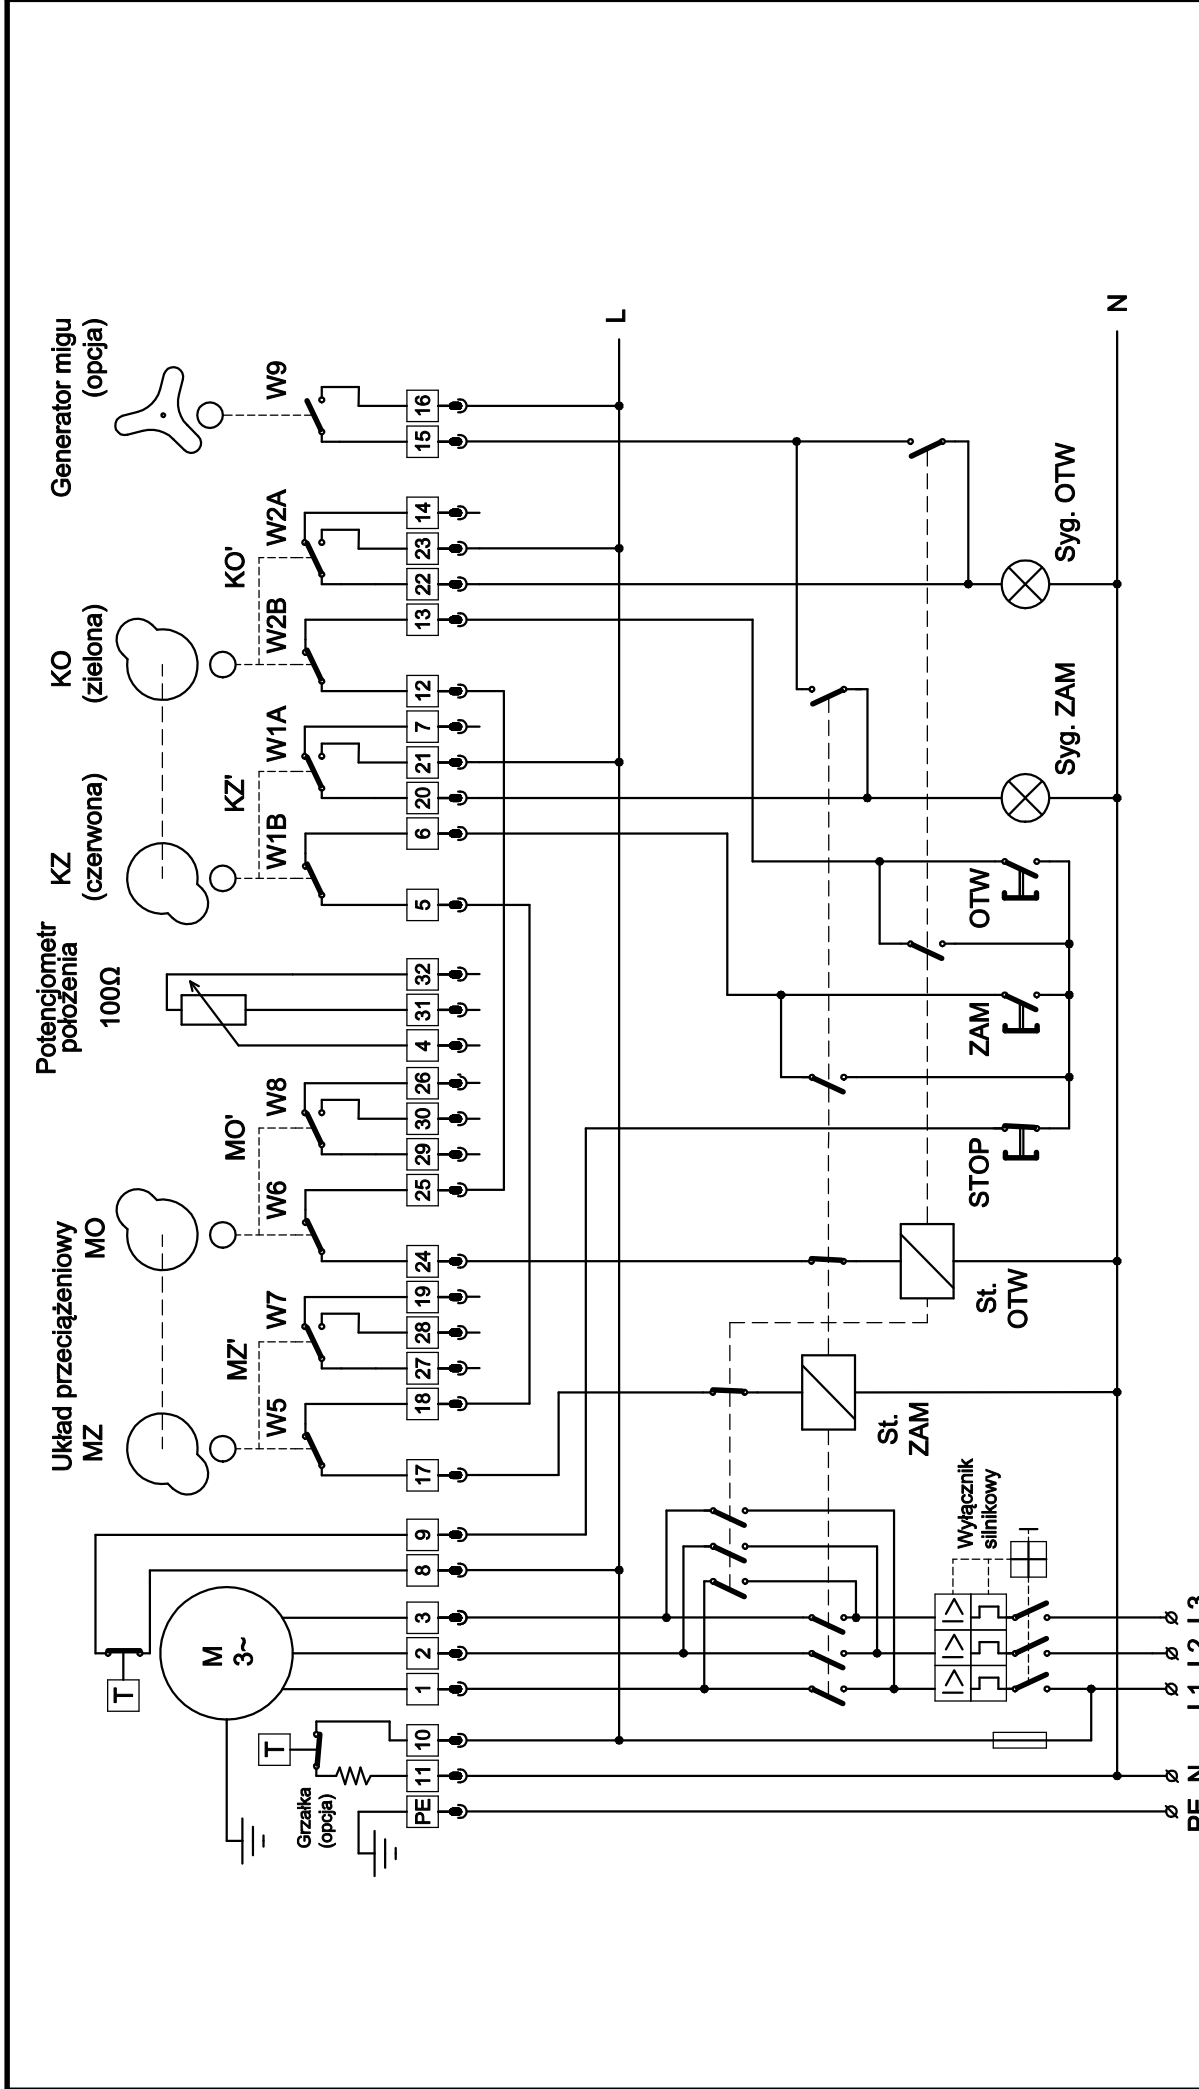 Układ przeciążeniowy
MZ
MO
Potencjometr
położenia
100Ω
KZ
(czerwona)
KO
(zielona)
Generator migu
(opcja)
MZ'
MO'
KZ'
KO'
W5
W7
W6
W8
W1B
W1A
W2B
W2A
W9
T
M
3~
T
Grzałka
(opcja)
PE
11
10
1
2
3
8
9
17
18
27
28
19
24
25
29
30
26
4
31
32
5
6
20
21
7
12
13
22
23
14
15
16
L
St.
ZAM
St.
OTW
STOP
ZAM
OTW
Syg. ZAM
Syg. OTW
Wyłącznik
silnikowy
N
PE
N
L1
L2
L3